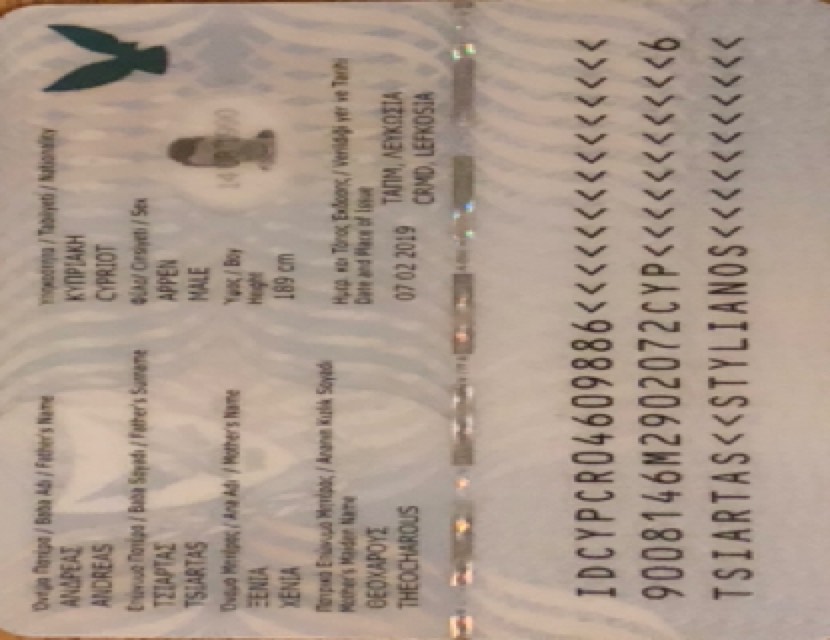 Όνομα Πατέρα / Baba Adı / Father's Name
ΑΝΔΡΕΑΣ
ANDREAS
Επώνυμο Πατέρα / Baba Soyadı / Father's Surname
ΤΣΙΑΡΤΑΣ
TSIARTAS
Όνομα Μητέρας / Ana Adı / Mother's Name
ΞΕΝΙΑ
XENIA
Πατρικό Επώνυμο Μητέρας / Ananın Kızlık Soyadı
Mother's Maiden Name
ΘΕΟΧΑΡΟΥΣ
THEOCHAROUS
Υπηκοότητα / Tabiiyeti / Nationality
ΚΥΠΡΙΑΚΗ
CYPRIOT
Φύλο / Cinsiyeti / Sex
ΑΡΡΕΝ
MALE
Ύψος / Boy
Height
189 cm
Ημερ. και Τόπος Έκδοσης / Verildiği yer ve Tarihi
Date and Place of Issue
07 02 2019
ΤΑΠΜ, ΛΕΥΚΩΣΙΑ
CRMD, LEFKOSIA
IDCYPCR04609886<<<<<<<<<<<<<<<
9008146M2902072CYP<<<<<<<<<<<6
TSIARTAS<<STYLIANOS<<<<<<<<<<<